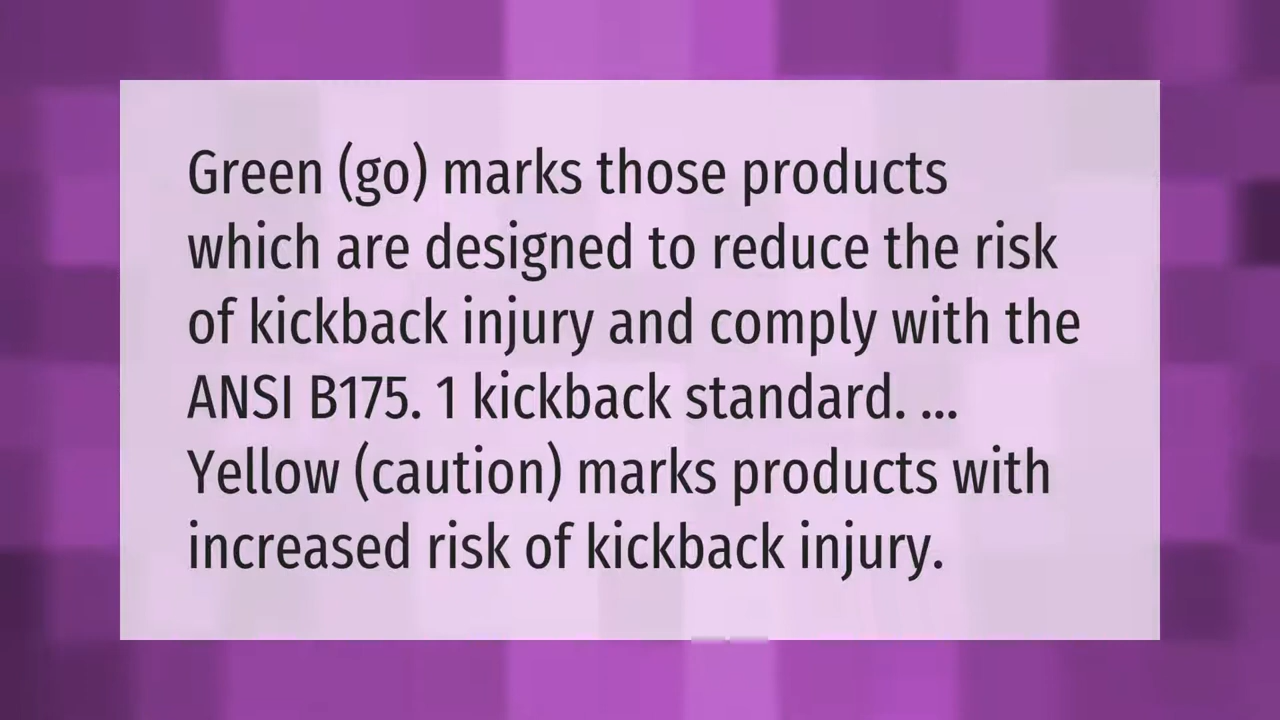 Green (go) marks those products
which are designed to reduce the risk
of kickback injury and comply with the
ANSI B175. 1 kickback standard. ...
Yellow (caution) marks products with
increased risk of kickback injury.